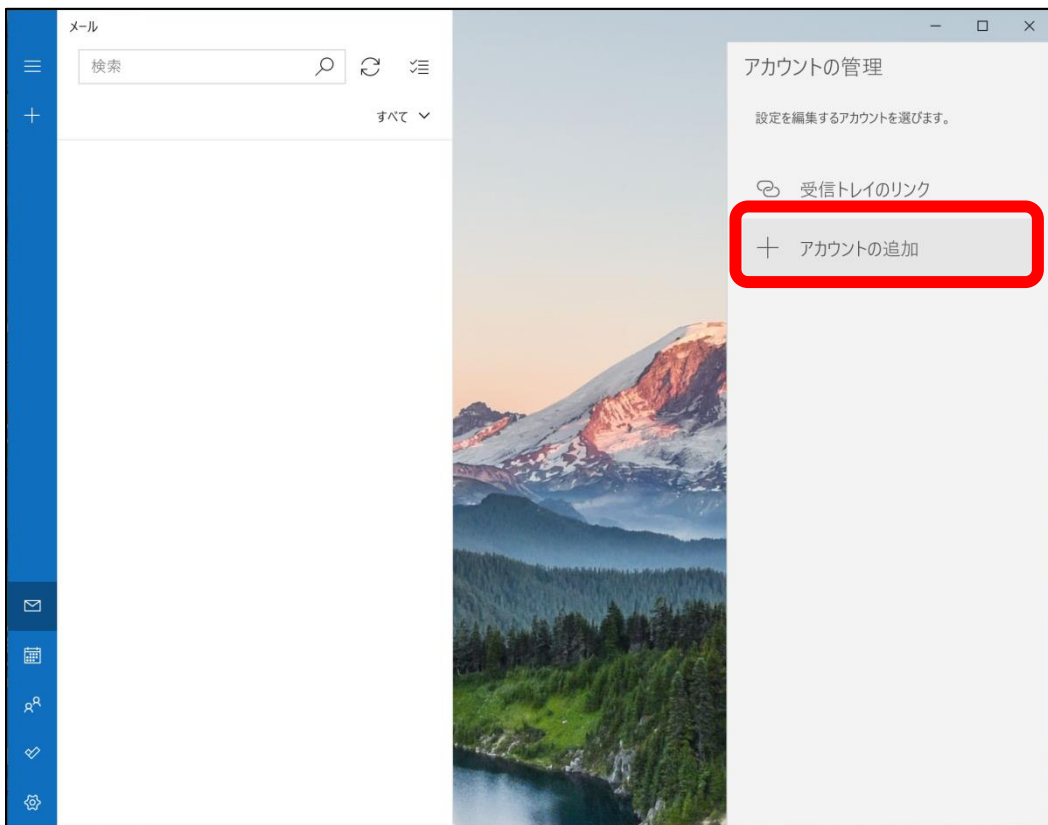 メール
検索
すべて
アカウントの管理
設定を編集するアカウントを選びます。
受信トレイのリンク
アカウントの追加